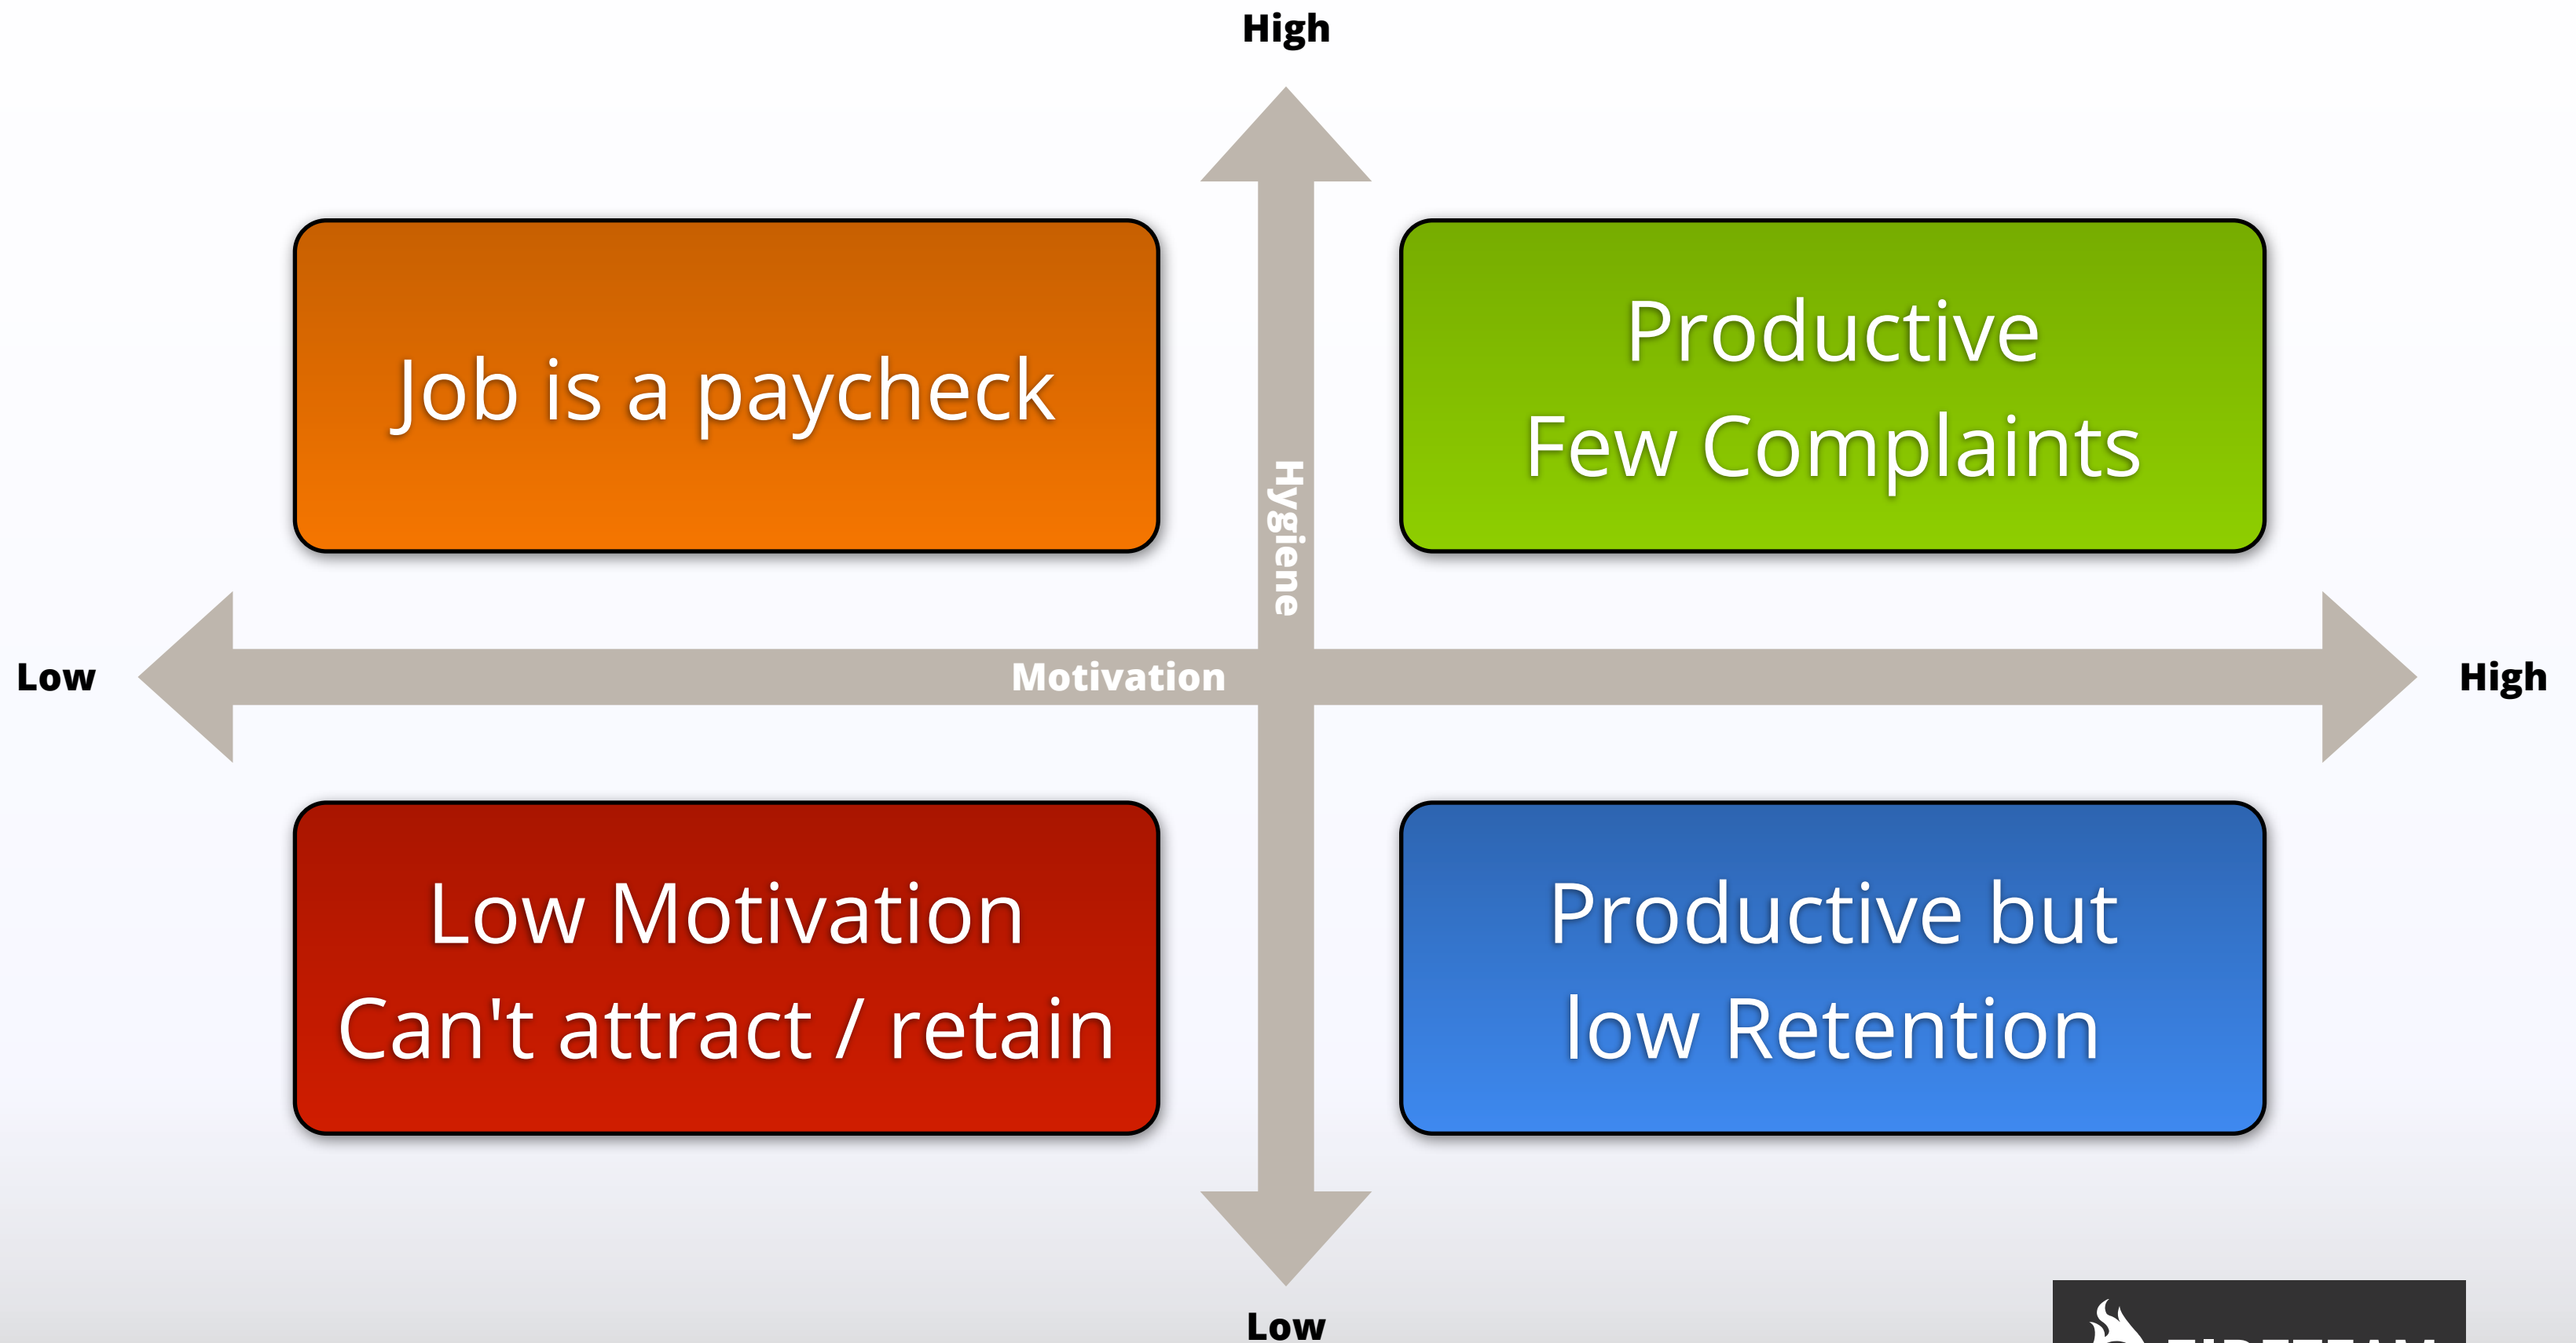 High
Job is a paycheck
Productive
Few Complaints
Hygiene
Low
Motivation
High
Low Motivation
Can't attract / retain
Productive but
low Retention
Low